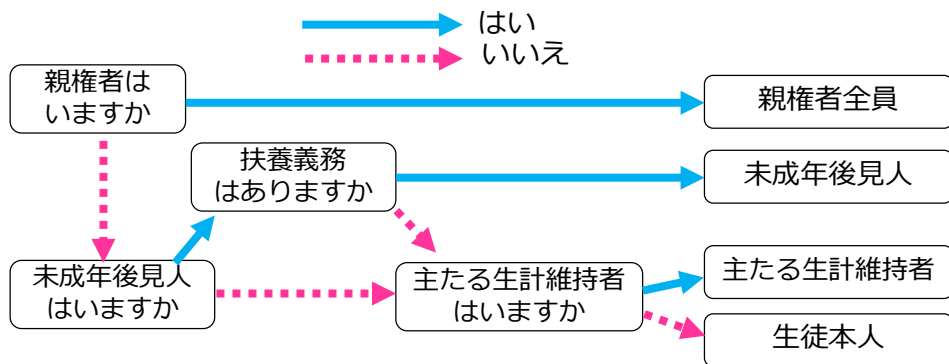 はい
いいえ
親権者は
いますか
親権者全員
扶養義務
はありますか
未成年後見人
未成年後見人
はいますか
主たる生計維持者
はいますか
主たる生計維持者
生徒本人